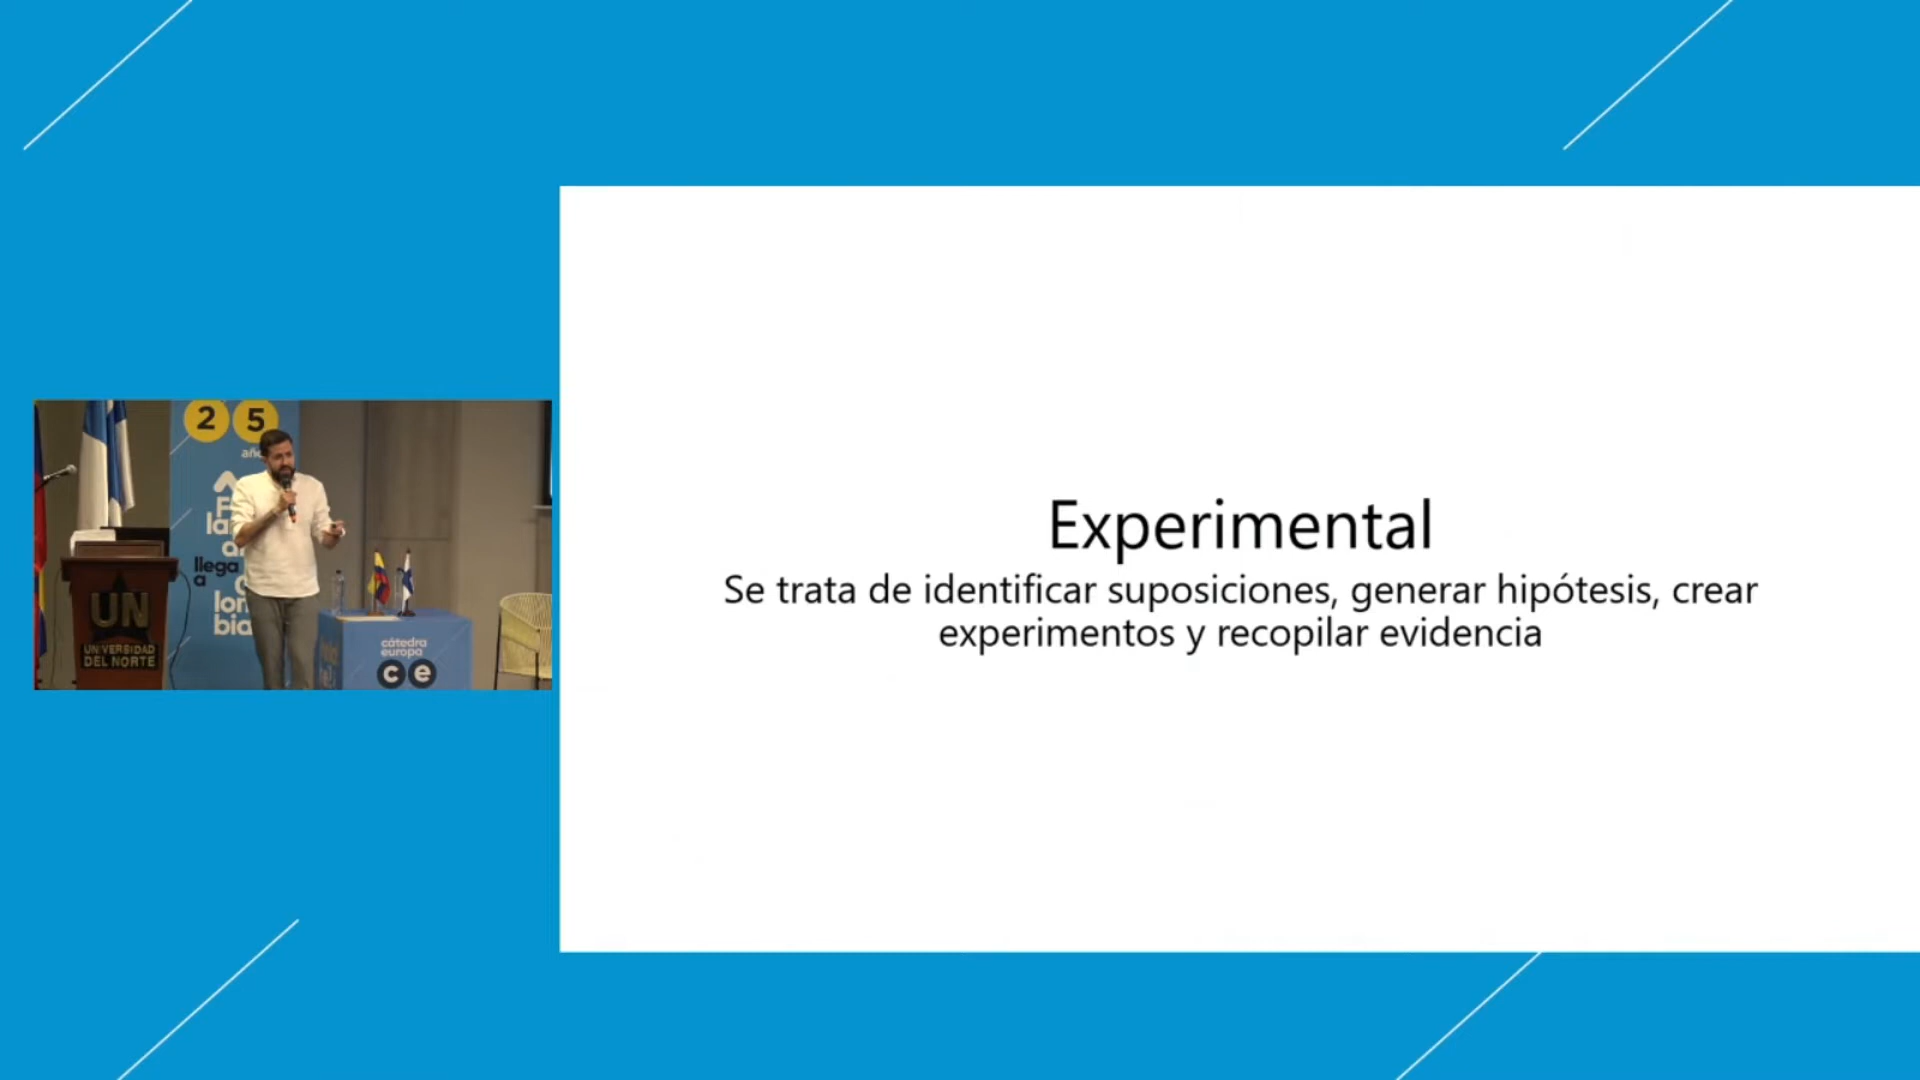 2 5
llega
a
UN
UNIVERSIDAD
DEL NORTE
cátedra
europa
c e
Experimental
Se trata de identificar suposiciones, generar hipótesis, crear
experimentos y recopilar evidencia